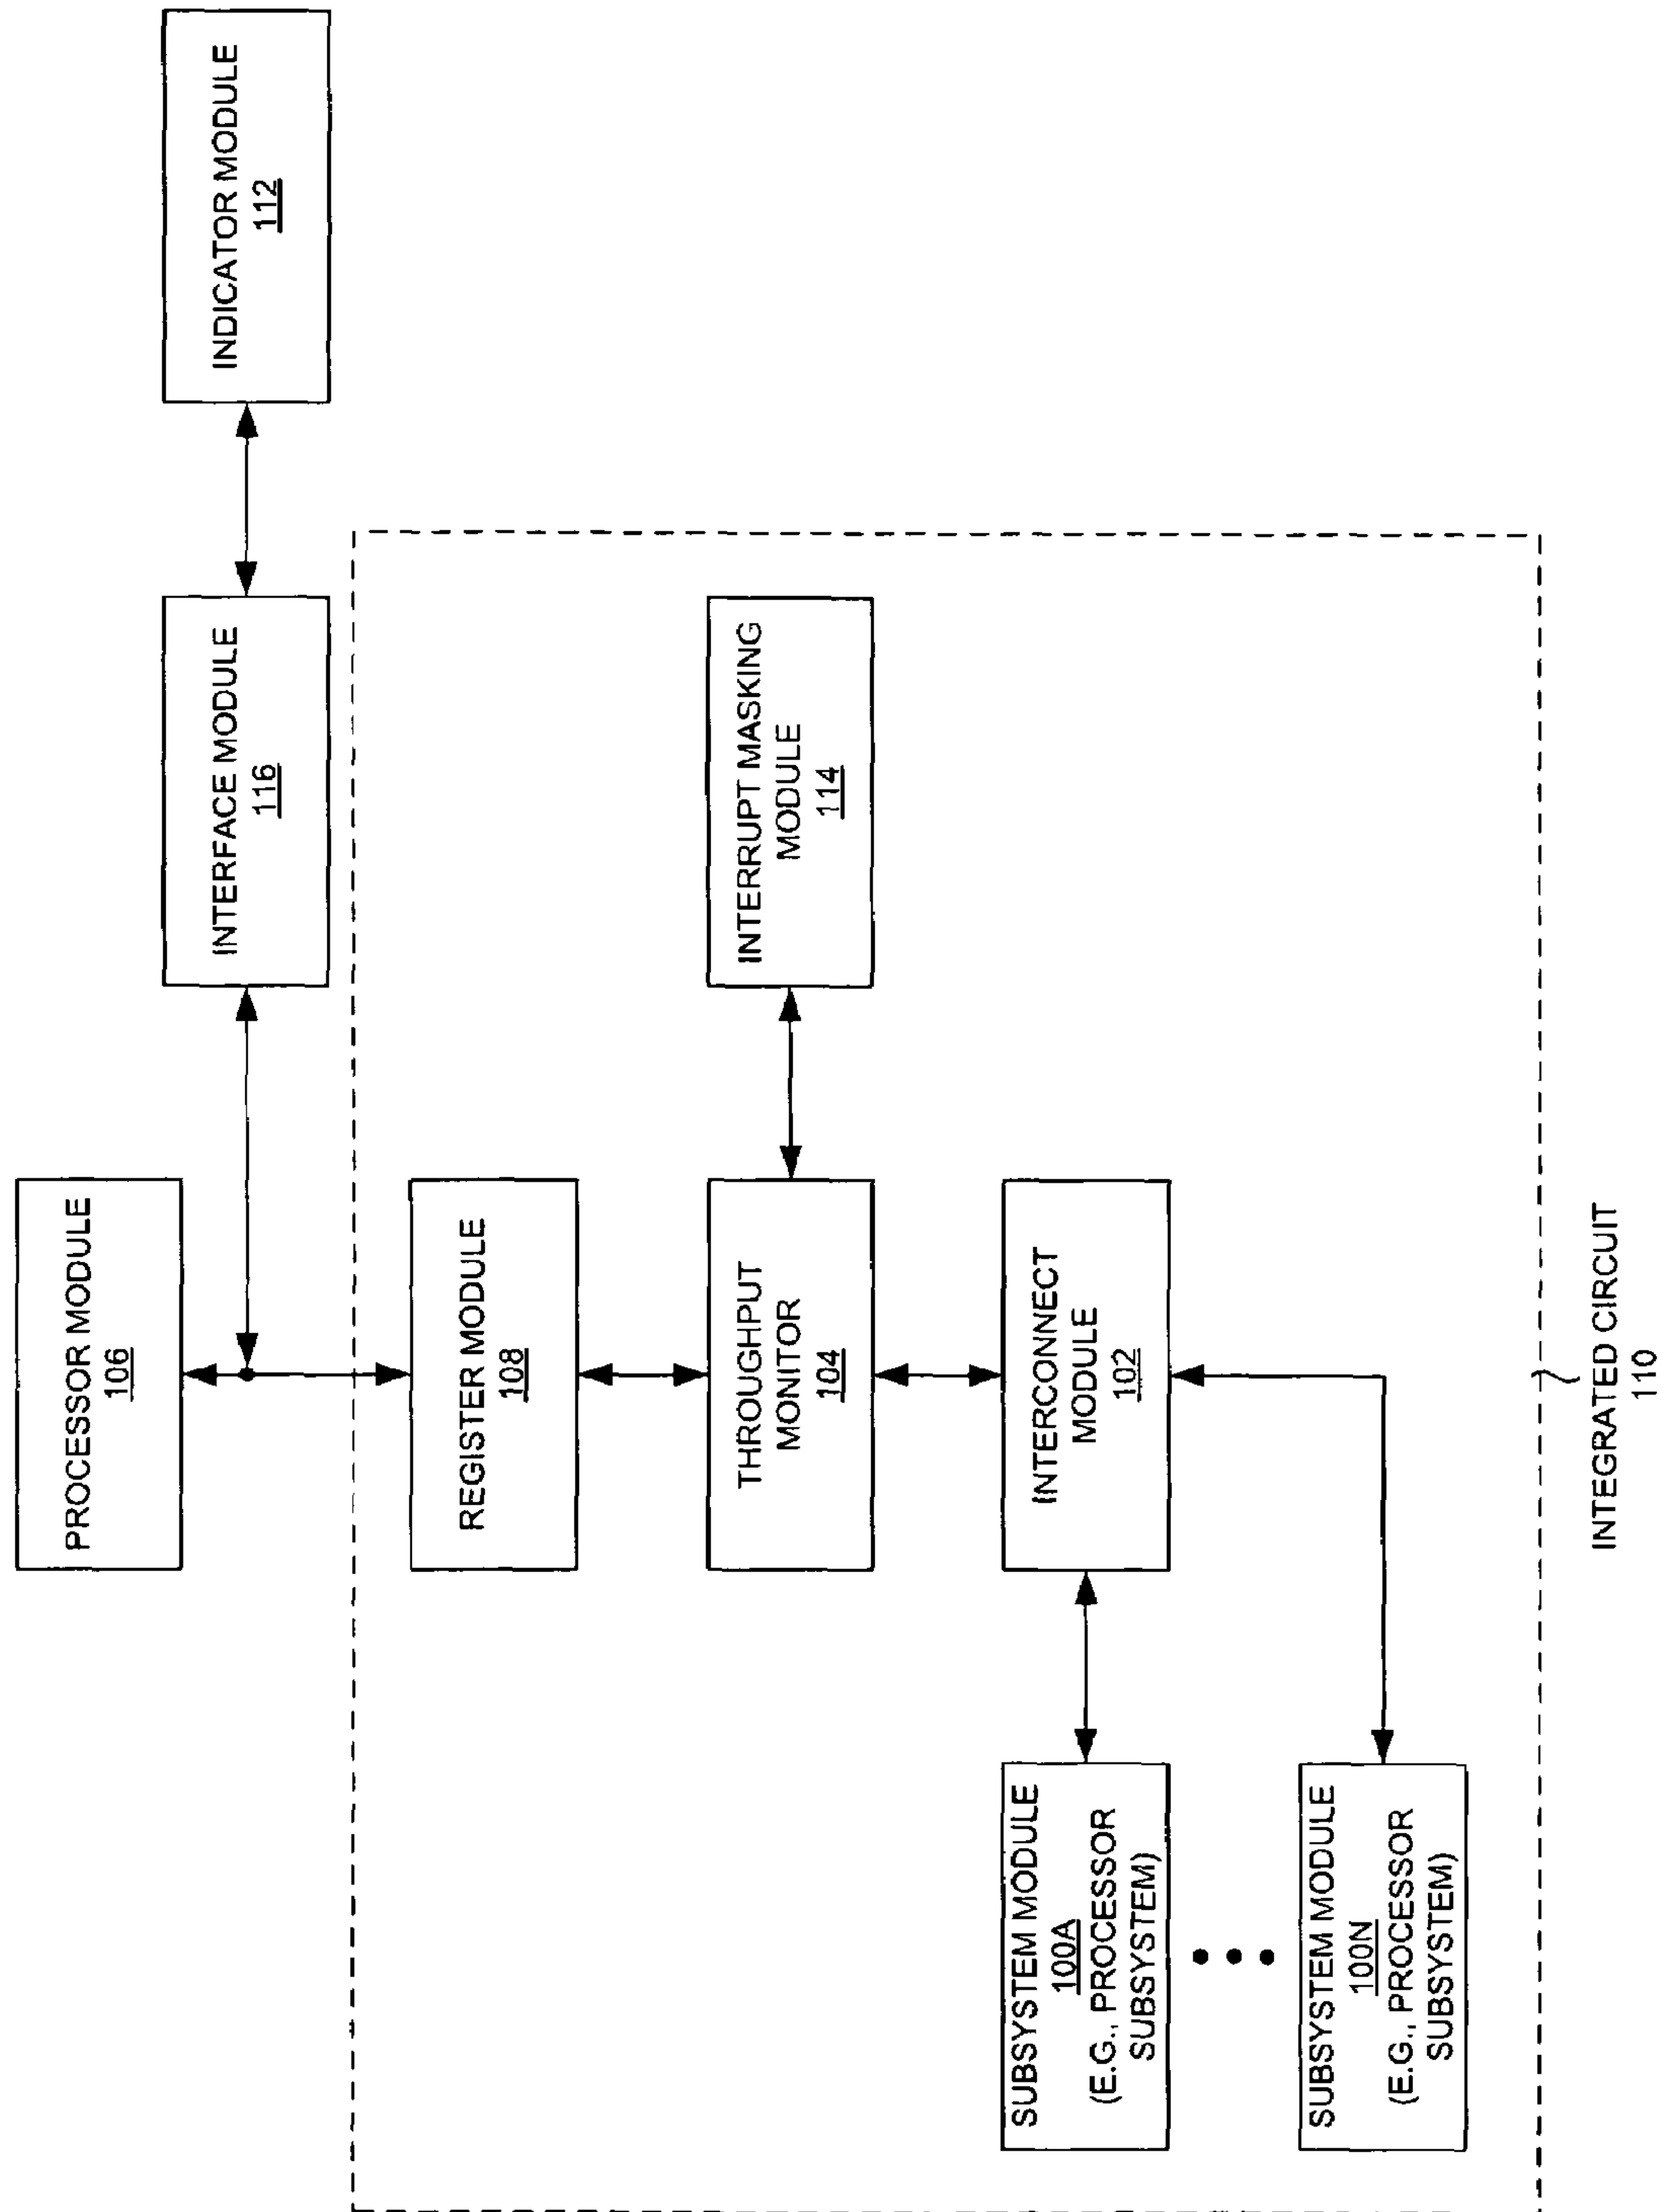 PROCESSOR MODULE
106
INTERFACE MODULE
116
INDICATOR MODULE
112
REGISTER MODULE
108
THROUGHPUT
MONITOR
104
INTERRUPT MASKING
MODULE
114
SUBSYSTEM MODULE
100A
(E.G., PROCESSOR
SUBSYSTEM)
INTERCONNECT
MODULE
102
SUBSYSTEM MODULE
100N
(E.G., PROCESSOR
SUBSYSTEM)
INTEGRATED CIRCUIT
110